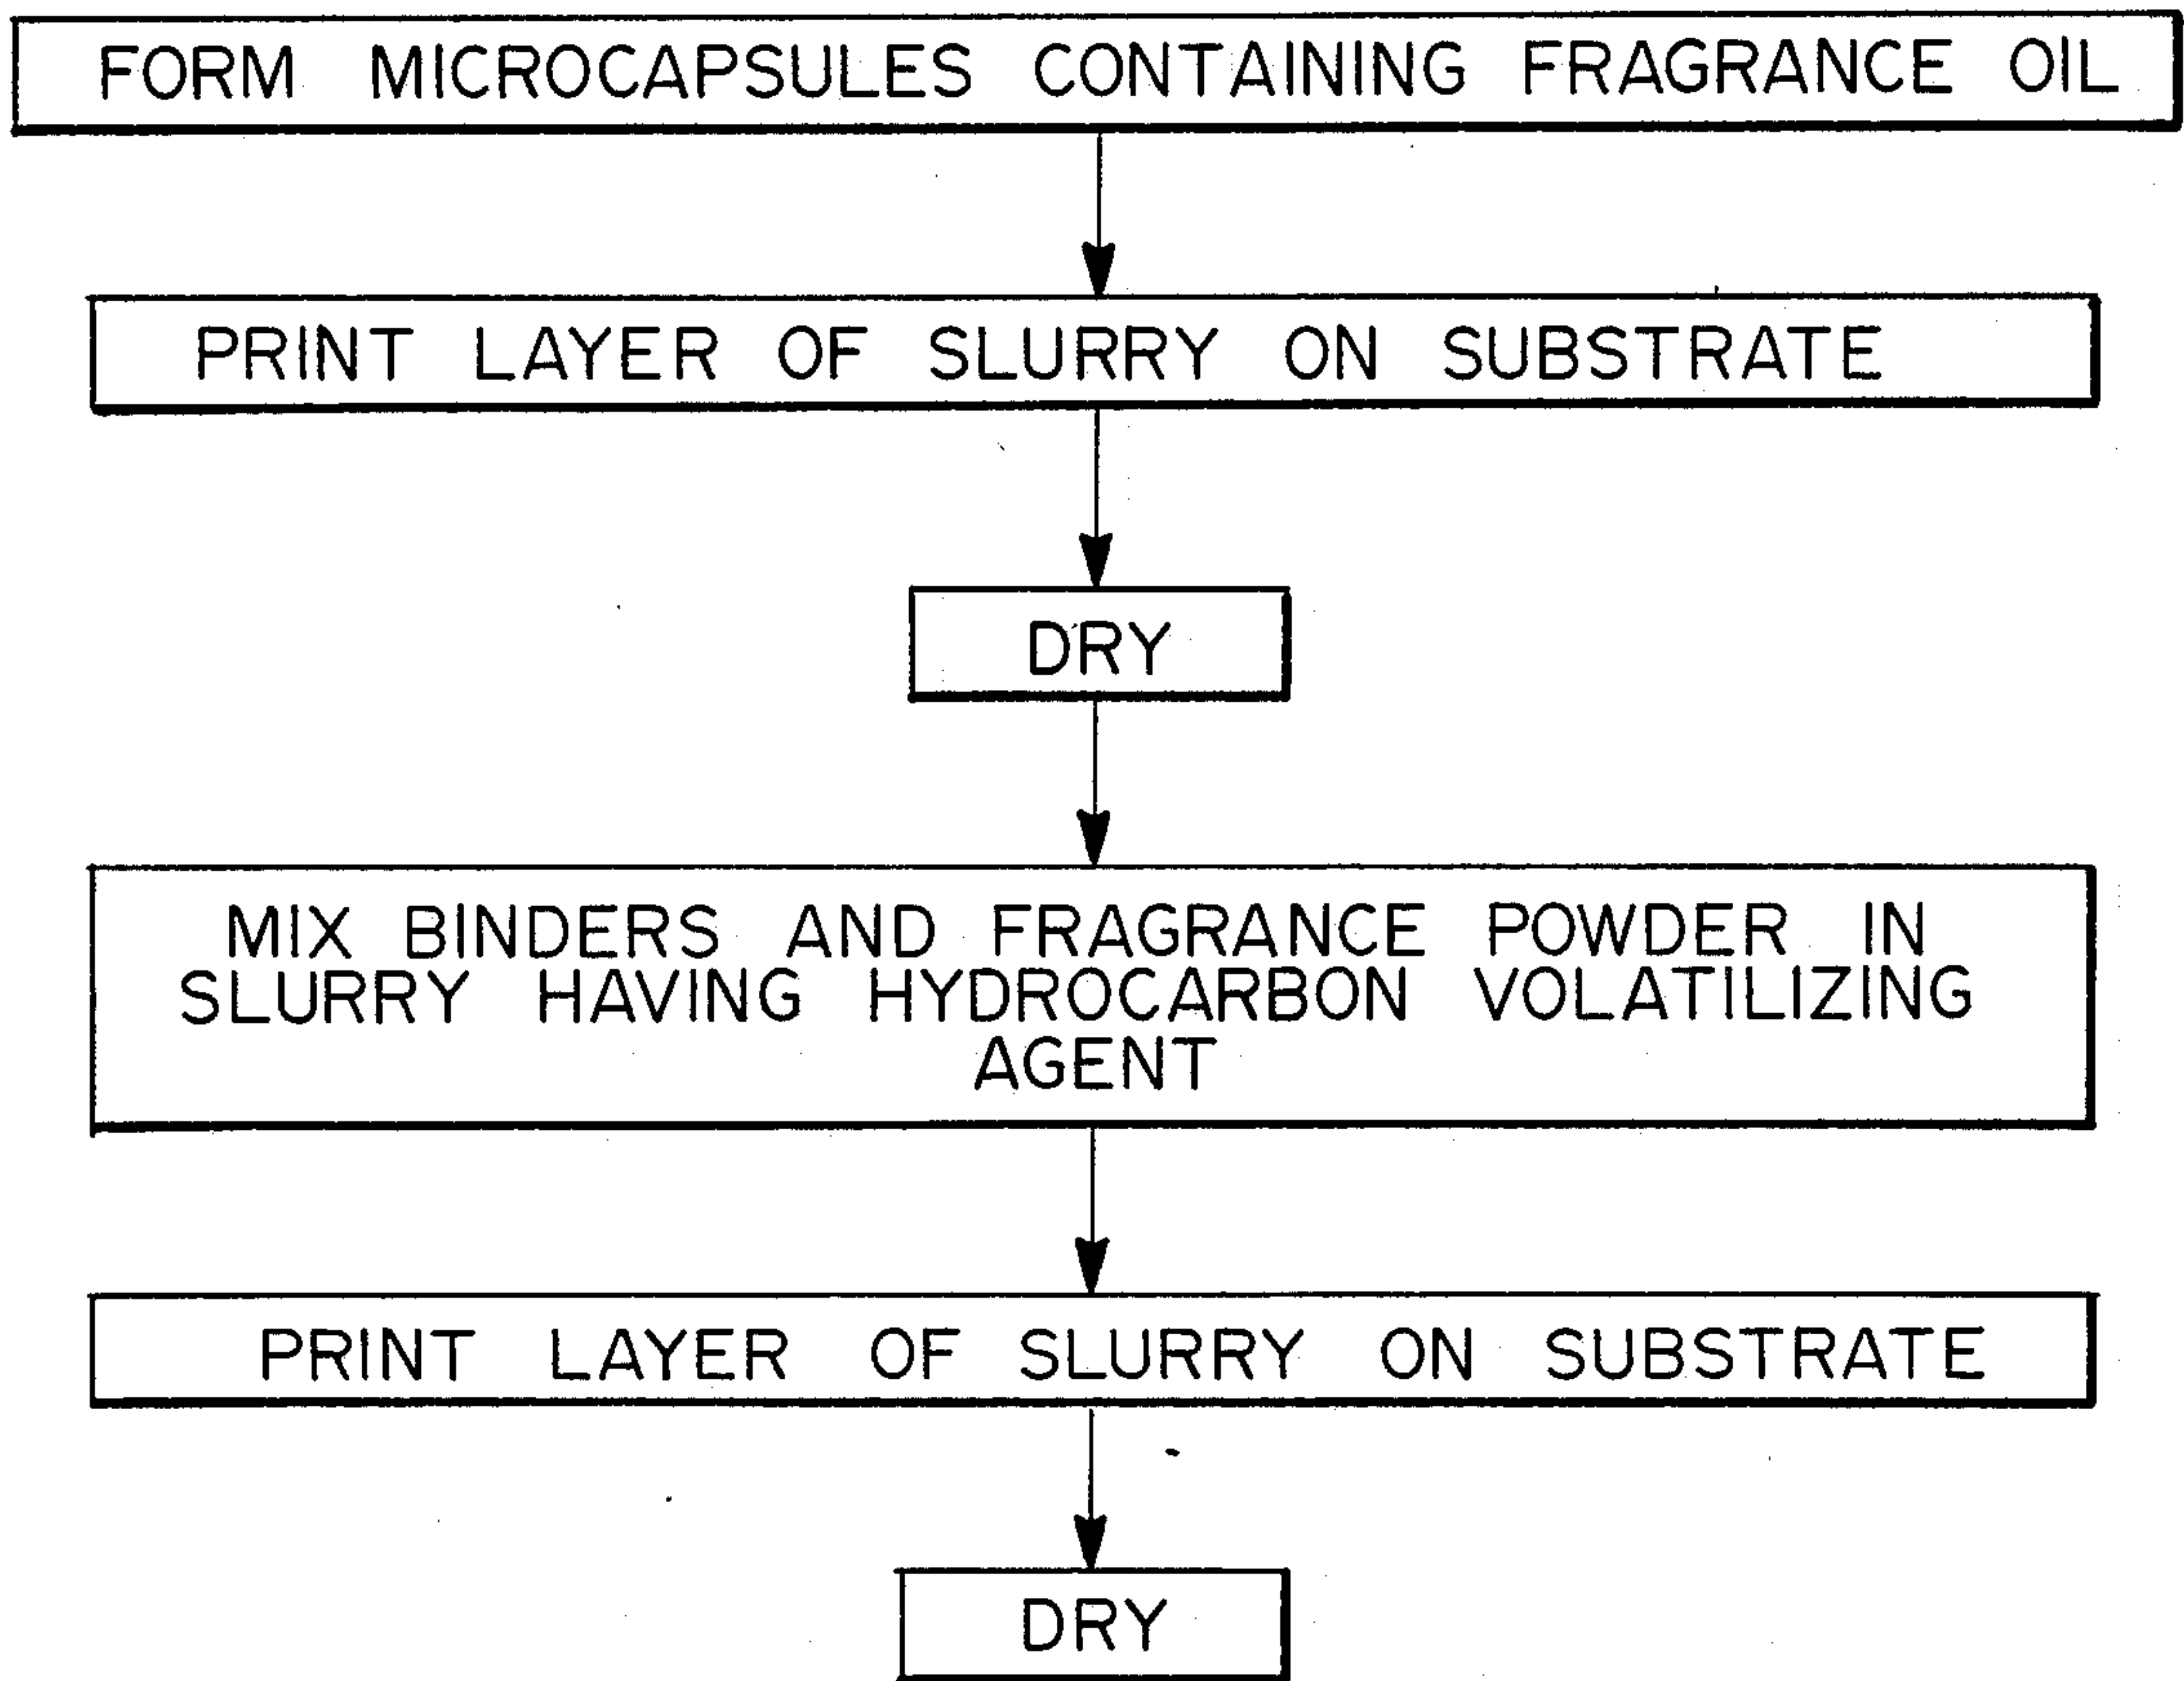 FORM MICROCAPSULES CONTAINING FRAGRANCE OIL
PRINT LAYER OF SLURRY ON SUBSTRATE
DRY
MIX BINDERS AND FRAGRANCE POWDER IN
SLURRY HAVING HYDROCARBON VOLATILIZING
AGENT
PRINT LAYER OF SLURRY ON SUBSTRATE
DRY